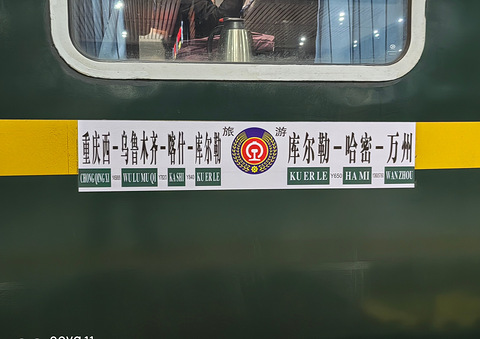 旅 游
重庆西－乌鲁木齐－喀什－库尔勒 库尔勒－哈密－万州
CHONG QING XI WU LU MU QI KA SHI KU ER LE KU ER LE Y650 HA MI WAN ZHOU